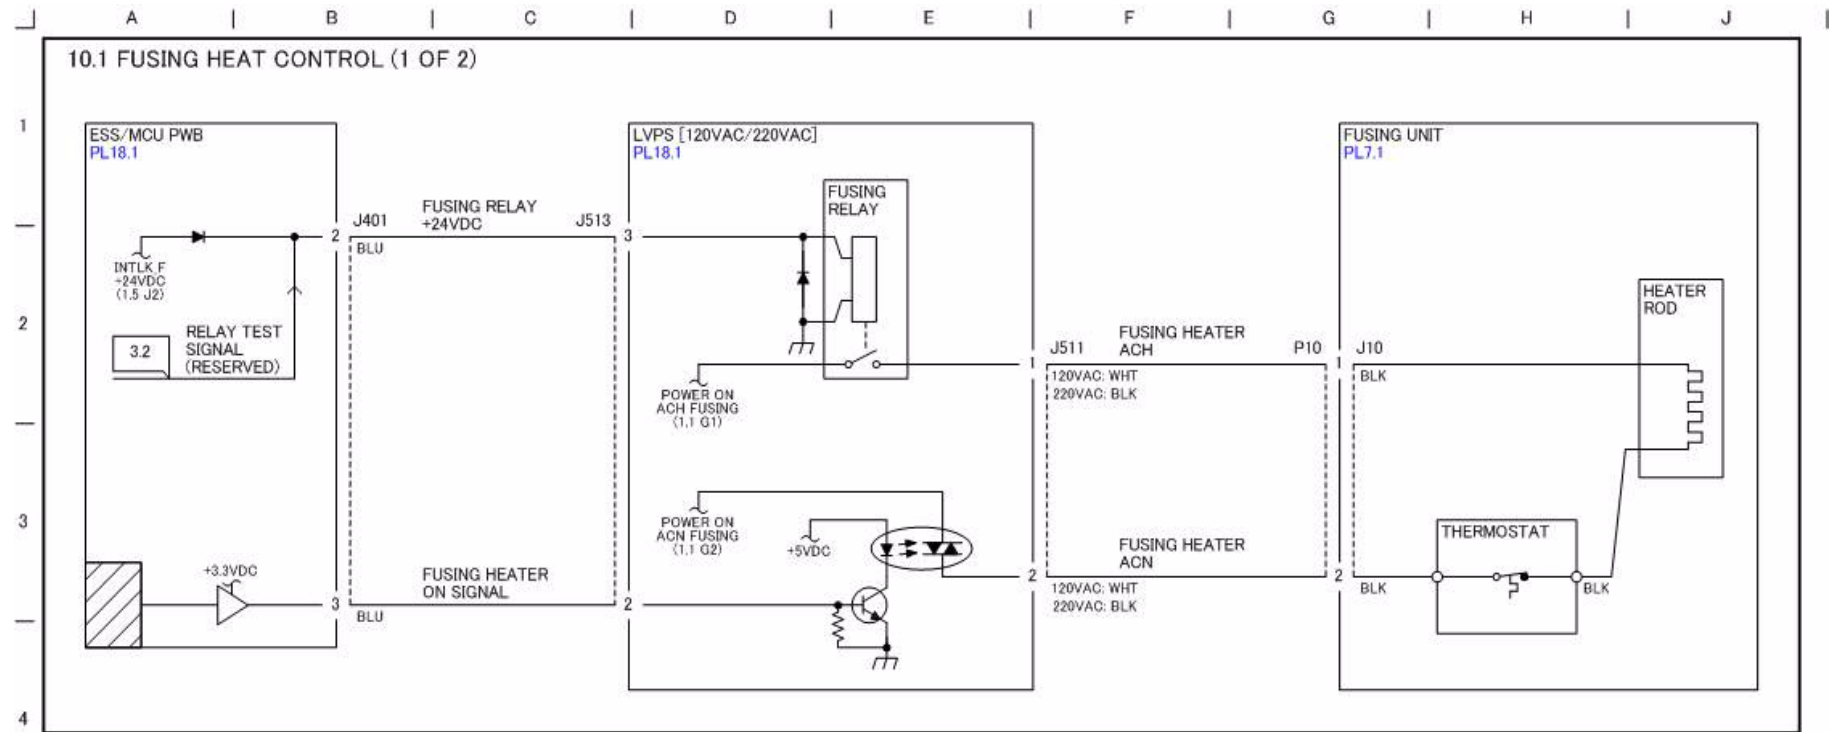 A B C D E F G H J
10.1 FUSING HEAT CONTROL (1 OF 2)
1
2
3
4
ESS/MCU PWB
PL18.1
INTLK_F
+24VDC
(1.5 J2)
3.2
RELAY TEST
SIGNAL
(RESERVED)
+3.3VDC
2
J401
BLU
FUSING RELAY
+24VDC
J513
3
3
BLU
FUSING HEATER
ON SIGNAL
2
LVPS [120VAC/220VAC]
PL18.1
FUSING
RELAY
POWER ON
ACH FUSING
(1.1 G1)
POWER ON
ACN FUSING
(1.1 G2)
+5VDC
1
J511
FUSING HEATER
ACH
P10
120VAC: WHT
220VAC: BLK
1
J10
BLK
2
FUSING HEATER
ACN
120VAC: WHT
220VAC: BLK
2
BLK
FUSING UNIT
PL7.1
HEATER
ROD
THERMOSTAT
BLK